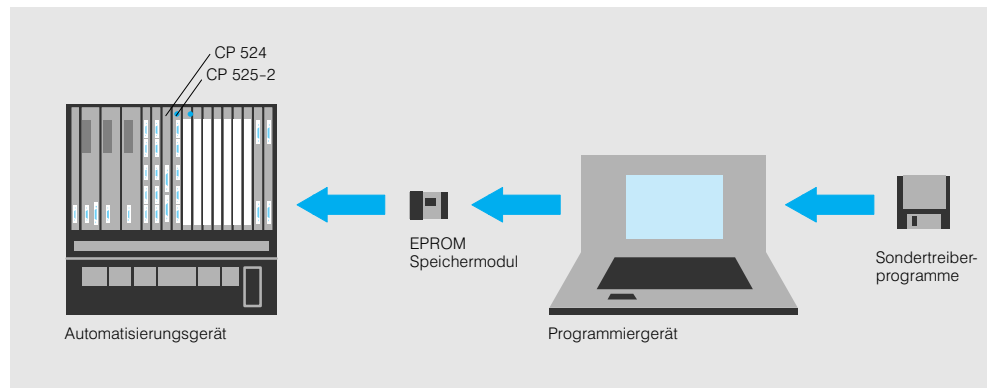 CP 524
CP 525-2
EPROM
Speichermodul
Sondertreiber-
programme
Automatisierungsgerät
Programmiergerät